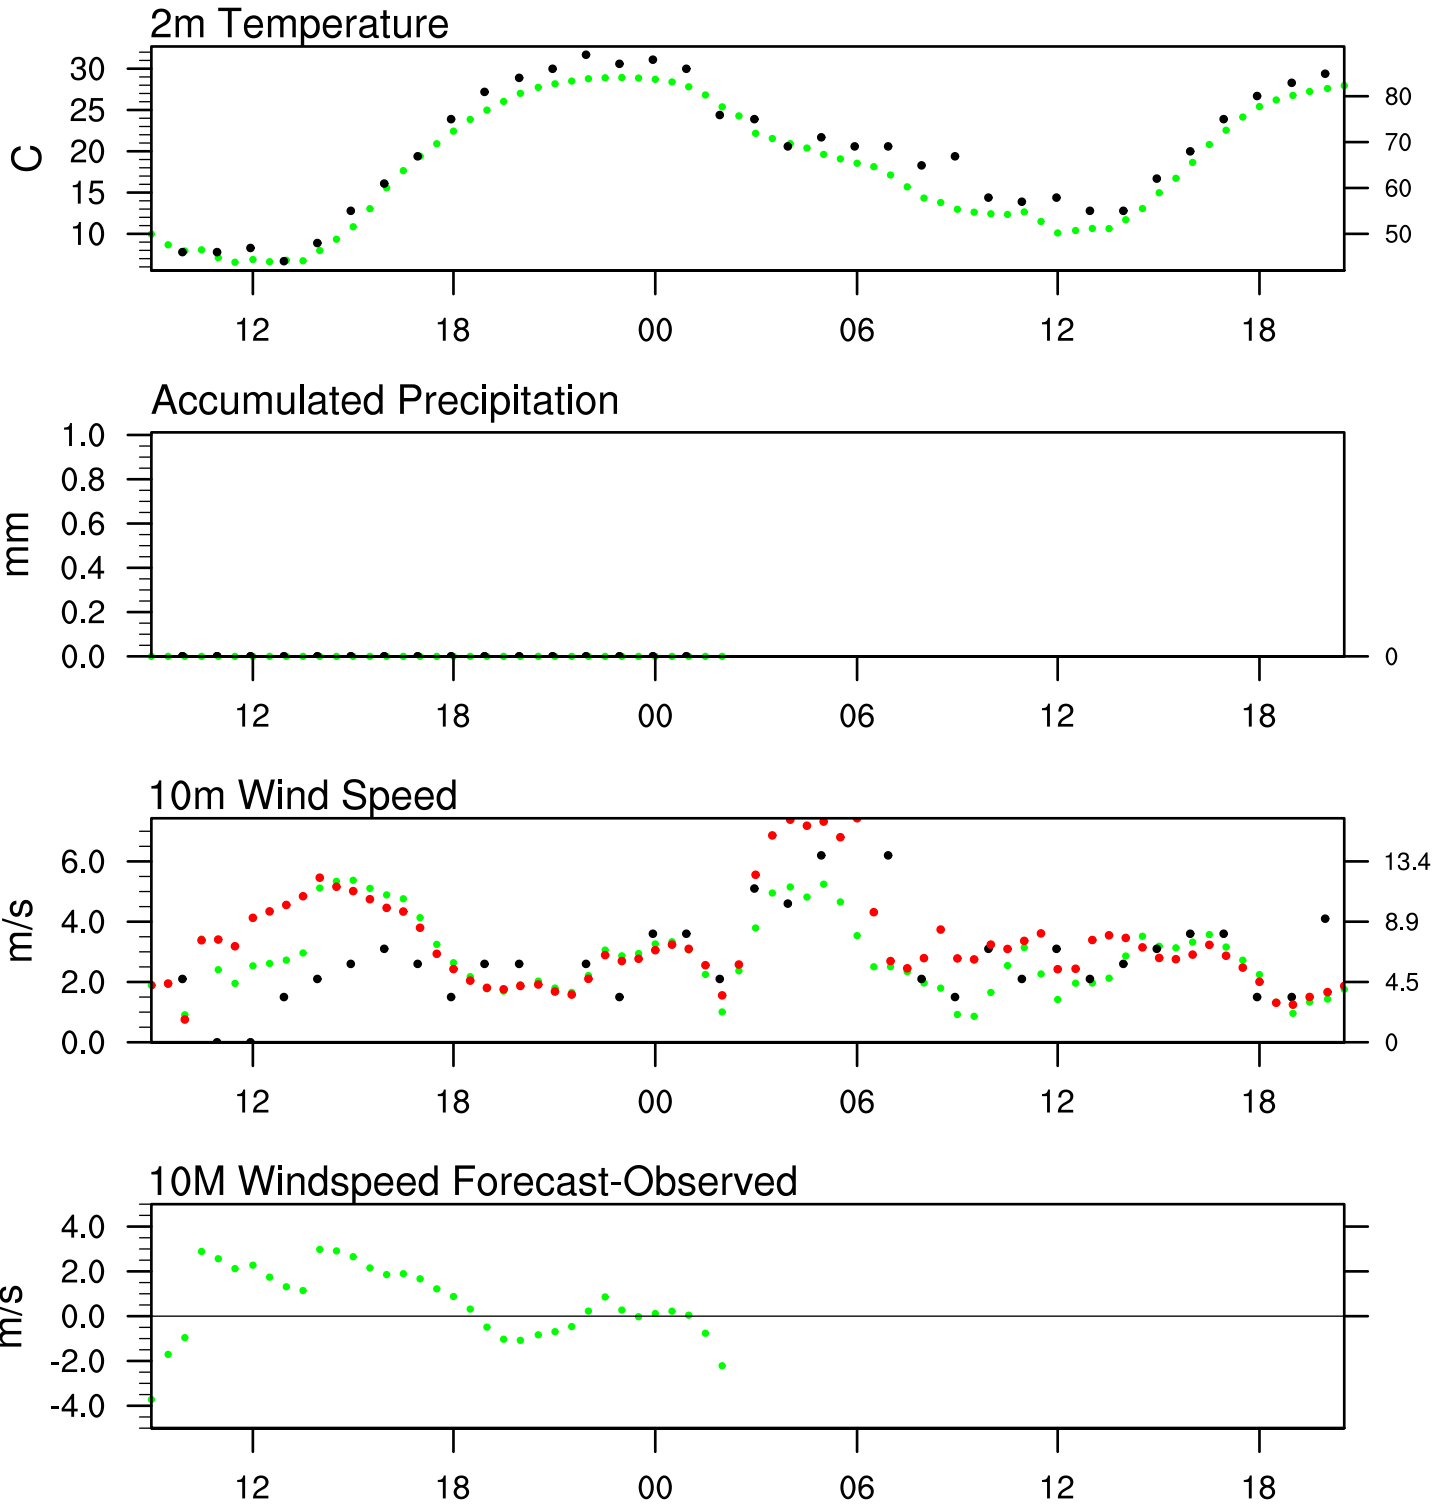 2m Temperature
C
30
25
20
15
10
80
70
60
50
12 18 00 06 12 18
Accumulated Precipitation
mm
1.0
0.8
0.6
0.4
0.2
0.0
0
12 18 00 06 12 18
10m Wind Speed
m/s
6.0
4.0
2.0
0.0
13.4
8.9
4.5
0
12 18 00 06 12 18
10M Windspeed Forecast-Observed
m/s
4.0
2.0
0.0
-2.0
-4.0
12 18 00 06 12 18